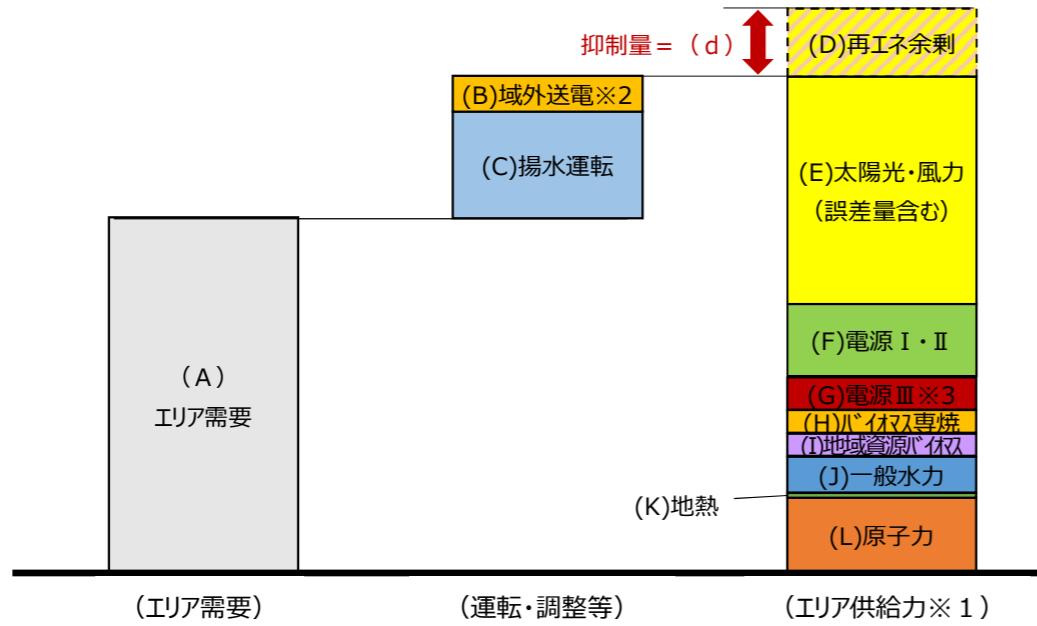 抑制量=(d)
(D)再エネ余剰
(B)域外送電※2
(C)揚水運転
(E)太陽光・風力
(誤差量含む)
(F)電源Ⅰ・Ⅱ
(A)
エリア需要
(G)電源Ⅲ※3
(H)バイオマス専焼
(I)地域資源バイオマス
(J)一般水力
(K)地熱
(L)原子力
(エリア需要)
(運転・調整等)
(エリア供給力※1)